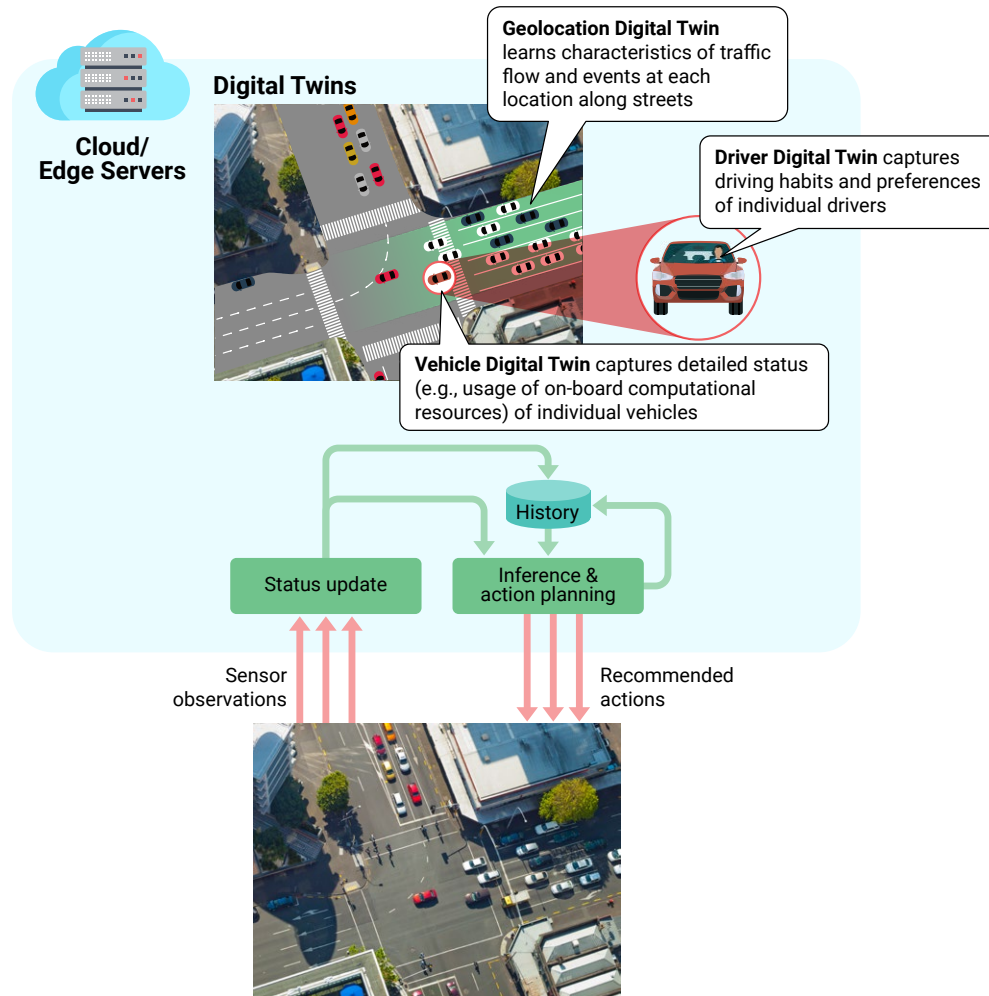 Cloud/
Edge Servers
Digital Twins
Geolocation Digital Twin
learns characteristics of traffic
flow and events at each
location along streets
Driver Digital Twin captures
driving habits and preferences
of individual drivers
Vehicle Digital Twin captures detailed status
(e.g., usage of on-board computational
resources) of individual vehicles
History
Status update
Inference &
action planning
Sensor
observations
Recommended
actions